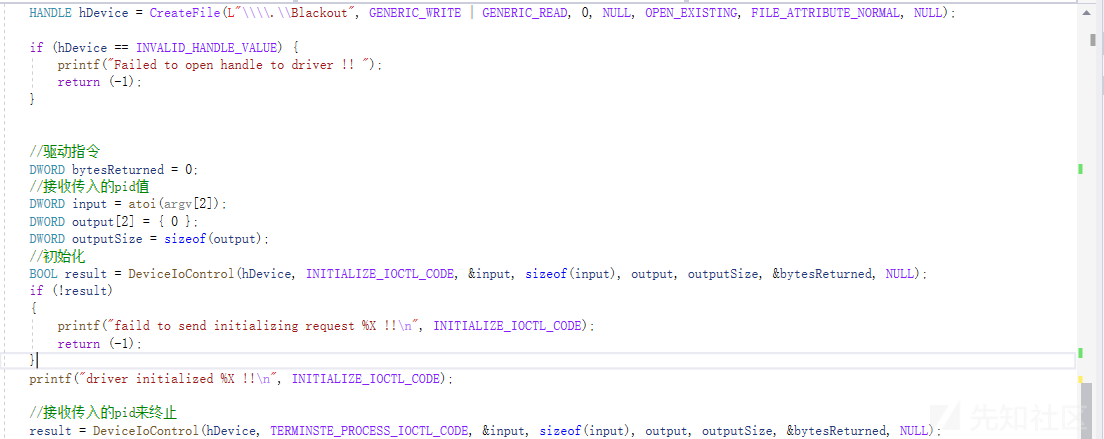 HANDLE hDevice = CreateFile(L"\\\\.\\Blackout", GENERIC_WRITE | GENERIC_READ, 0, NULL, OPEN_EXISTING, FILE_ATTRIBUTE_NORMAL, NULL);
if (hDevice == INVALID_HANDLE_VALUE) {
printf("Failed to open handle to driver !! ");
return (-1);
}
//驱动指令
DWORD bytesReturned = 0;
//接收传入的pid值
DWORD input = atoi(argv[2]);
DWORD output[2] = { 0 };
DWORD outputSize = sizeof(output);
//初始化
BOOL result = DeviceIoControl(hDevice, INITIALIZE_IOCTL_CODE, &input, sizeof(input), output, outputSize, &bytesReturned, NULL);
if (!result)
{
printf("faild to send initializing request %X !!\n", INITIALIZE_IOCTL_CODE);
return (-1);
}
printf("driver initialized %X !!\n", INITIALIZE_IOCTL_CODE);
//接收传入的pid来终止
result = DeviceIoControl(hDevice, TERMINSTE_PROCESS_IOCTL_CODE, &input, sizeof(input), output, outputSize, &bytesReturned, NULL);
先知社区